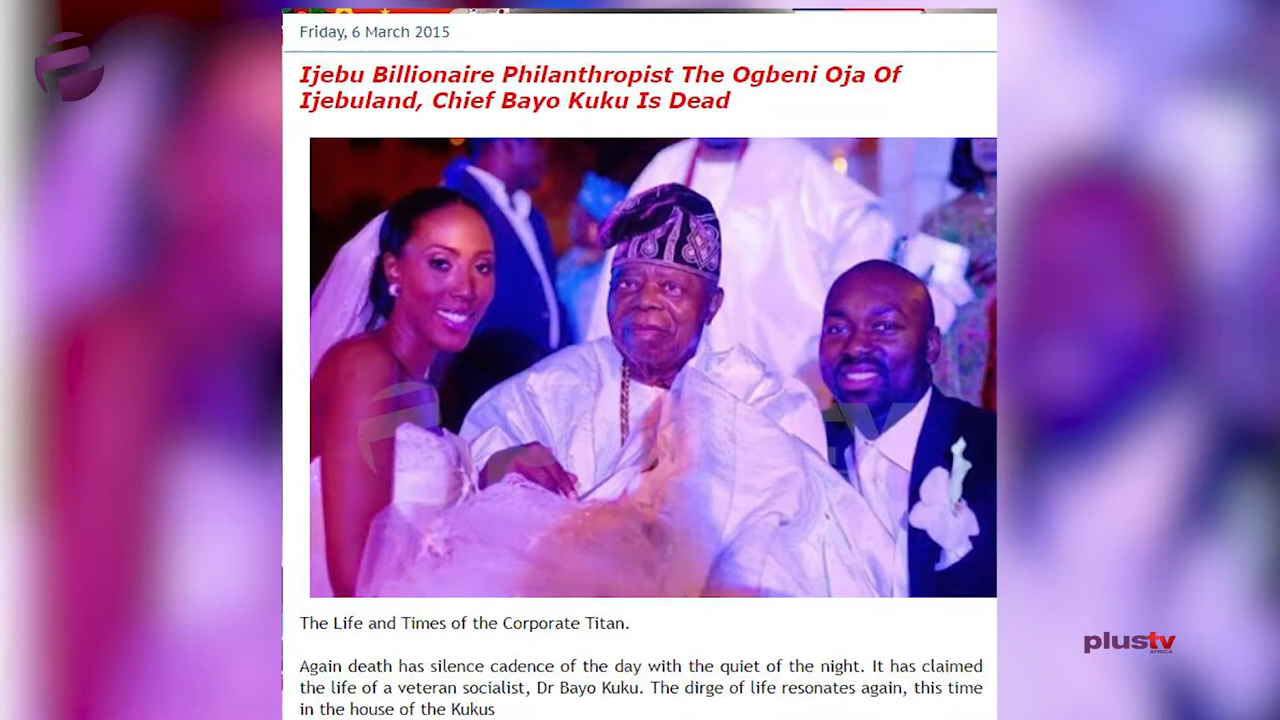 Friday, 6 March 2015
Ijebu Billionaire Philanthropist The Ogbeni Oja Of
Ijebuland, Chief Bayo Kuku Is Dead
plustv
AFRICA
The Life and Times of the Corporate Titan.
Again death has silence cadence of the day with the quiet of the night. It has claimed
the life of a veteran socialist, Dr Bayo Kuku. The dirge of life resonates again, this time
in the house of the Kukus